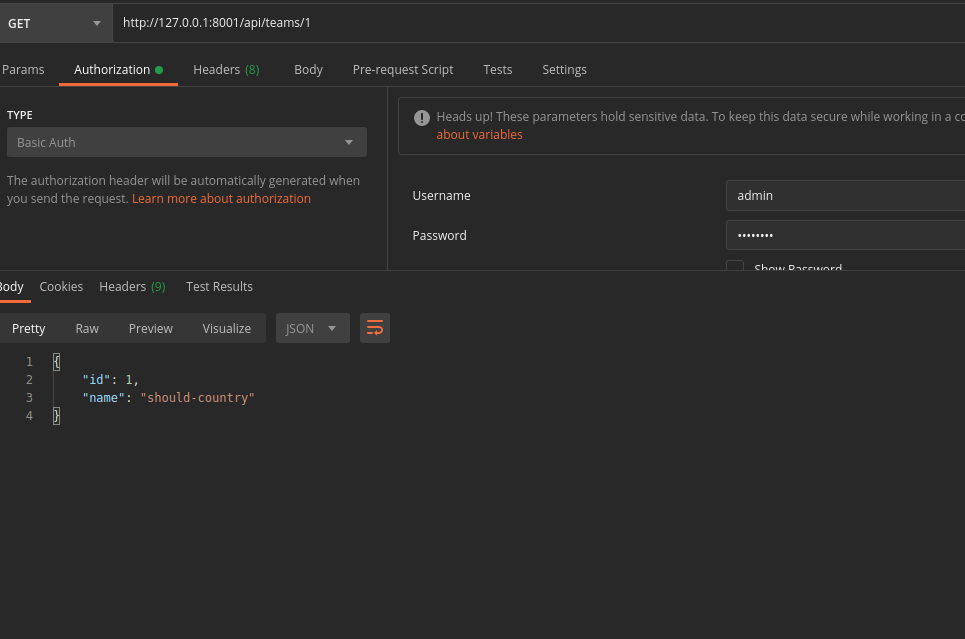 GET http://127.0.0.1:8001/api/teams/1
Params Authorization Headers (8) Body Pre-request Script Tests Settings
TYPE
Basic Auth
The authorization header will be automatically generated when
you send the request. Learn more about authorization
Heads up! These parameters hold sensitive data. To keep this data secure while working in a co
about variables
Username admin
Password ••••••••
Show Password
Body Cookies Headers (9) Test Results
Pretty Raw Preview Visualize JSON
1 {
2 "id": 1,
3 "name": "should-country"
4 }